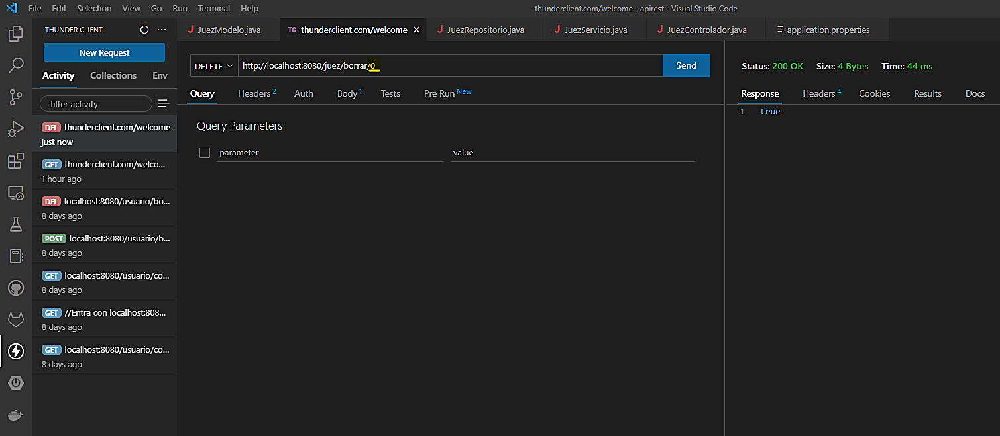 File Edit Selection View Go Run Terminal Help
thunderclient.com/welcome - apirest - Visual Studio Code
THUNDER CLIENT
New Request
Activity Collections Env
filter activity
DEL thunderclient.com/welcome
just now
GET thunderclient.com/welco...
1 hour ago
DEL localhost:8080/usuario/bo...
8 days ago
POST localhost:8080/usuario/b...
8 days ago
GET localhost:8080/usuario/co...
8 days ago
GET //Entra con localhost:808...
8 days ago
GET localhost:8080/usuario/co...
8 days ago
J JuezModelo.java TC thunderclient.com/welcome J JuezRepositorio.java J JuezServicio.java J JuezControlador.java application.properties
DELETE http://localhost:8080/juez/borrar/0 Send
Query Headers 2 Auth Body 1 Tests Pre Run New
Query Parameters
parameter value
Status: 200 OK Size: 4 Bytes Time: 44 ms
Response Headers 4 Cookies Results Docs
1 true